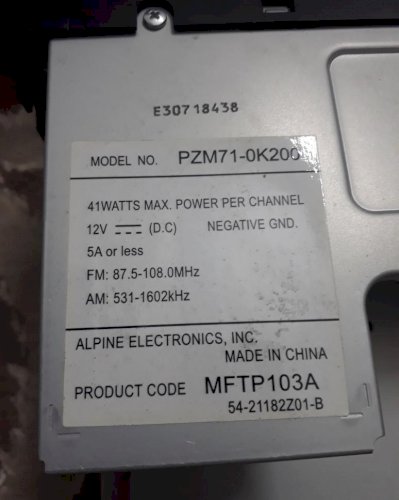 E30718438
MODEL NO. PZM71-0K200
41WATTS MAX. POWER PER CHANNEL
12V ⎓ (D.C) NEGATIVE GND.
5A or less
FM: 87.5-108.0MHz
AM: 531-1602kHz
ALPINE ELECTRONICS, INC.
MADE IN CHINA
PRODUCT CODE MFTP103A
54-21182Z01-B